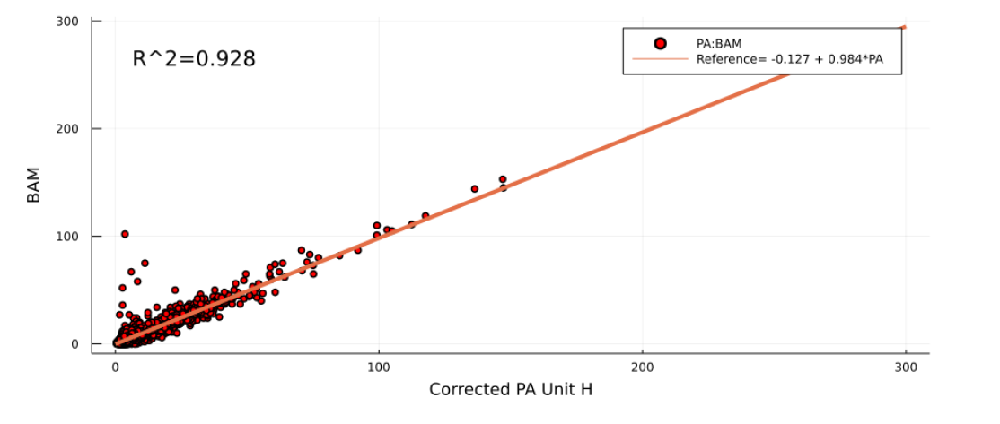 300
200
100
0
R^2=0.928
PA:BAM
Reference= -0.127 + 0.984*PA
BAM
0
100
200
300
Corrected PA Unit H